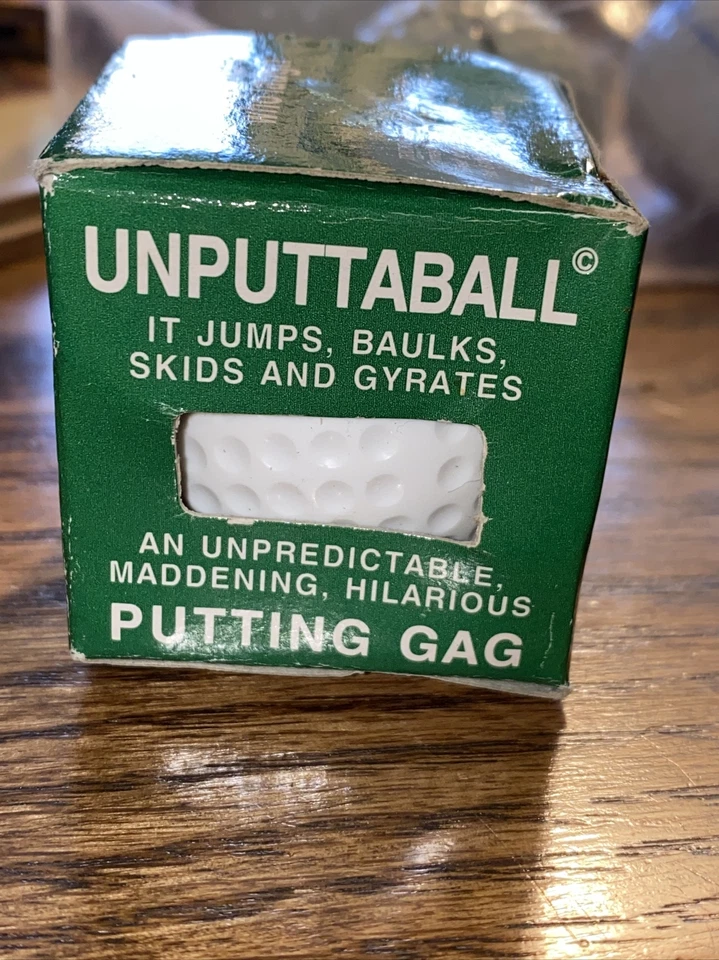 UNPUTTABALL©
IT JUMPS, BAULKS,
SKIDS AND GYRATES
AN UNPREDICTABLE,
MADDENING, HILARIOUS
PUTTING GAG